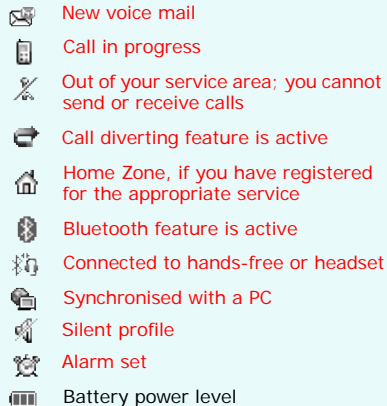 New voice mail
Call in progress
Out of your service area; you cannot
send or receive calls
Call diverting feature is active
Home Zone, if you have registered
for the appropriate service
Bluetooth feature is active
Connected to hands-free or headset
Synchronised with a PC
Silent profile
Alarm set
Battery power level